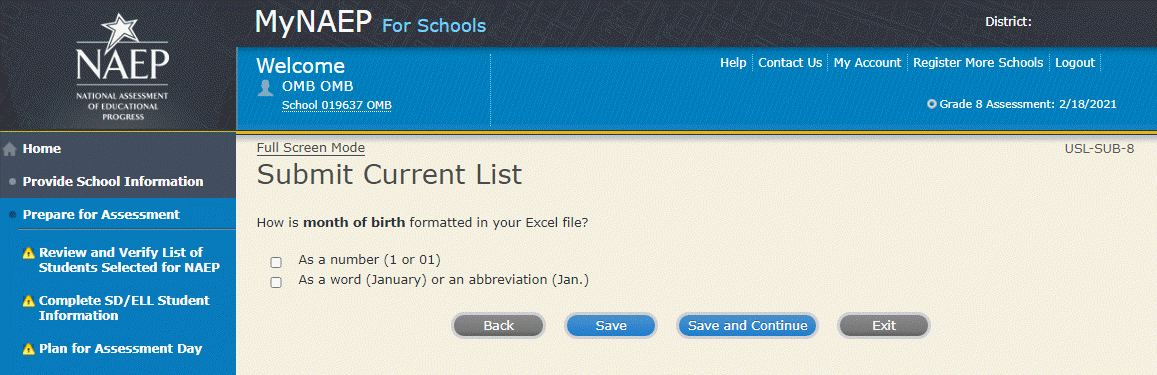 NAEP
NATIONAL ASSESSMENT
OF EDUCATIONAL
PROGRESS
MyNAEP For Schools
District:
Welcome
OMB OMB
School 019637 OMB
Help Contact Us My Account Register More Schools Logout
Grade 8 Assessment: 2/18/2021
Home
Provide School Information
Prepare for Assessment
Review and Verify List of
Students Selected for NAEP
Complete SD/ELL Student
Information
Plan for Assessment Day
Full Screen Mode
USL-SUB-8
Submit Current List
How is month of birth formatted in your Excel file?
As a number (1 or 01)
As a word (January) or an abbreviation (Jan.)
Back Save Save and Continue Exit